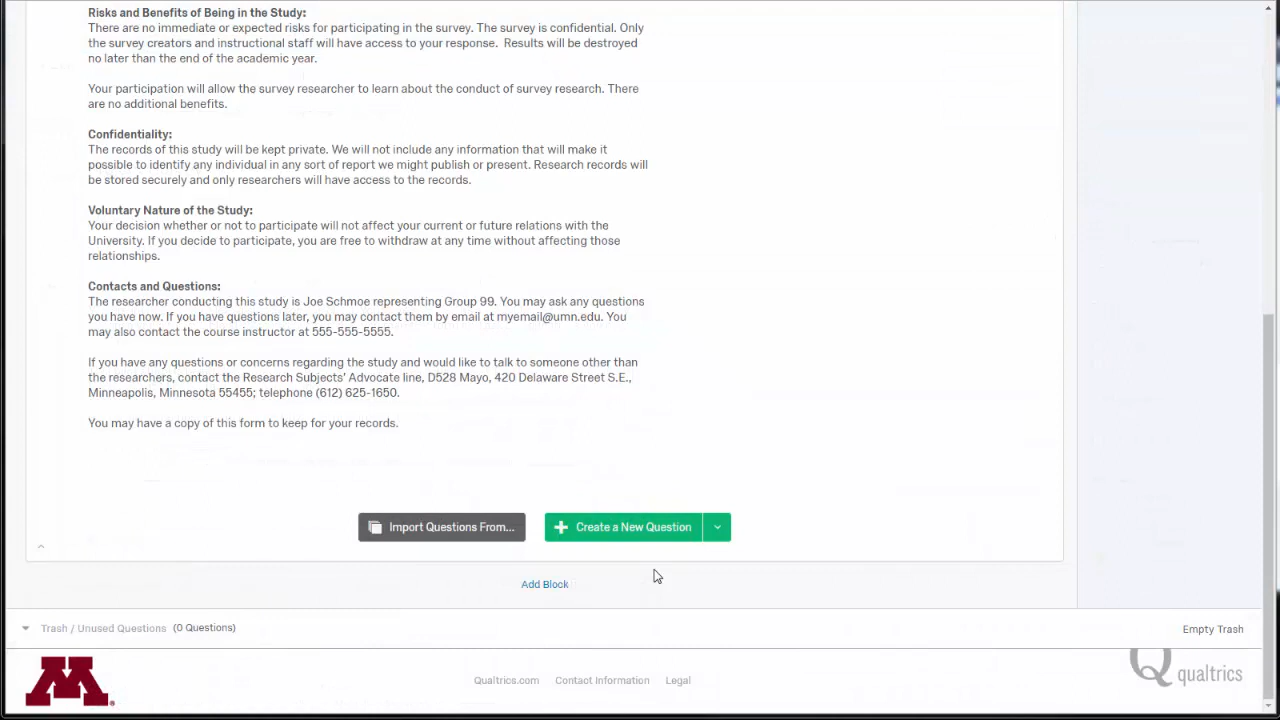 Risks and Benefits of Being in the Study:
There are no immediate or expected risks for participating in the survey. The survey is confidential. Only
the survey creators and instructional staff will have access to your response.  Results will be destroyed
no later than the end of the academic year.
Your participation will allow the survey researcher to learn about the conduct of survey research. There
are no additional benefits.
Confidentiality:
The records of this study will be kept private. We will not include any information that will make it
possible to identify any individual in any sort of report we might publish or present. Research records will
be stored securely and only researchers will have access to the records.
Voluntary Nature of the Study:
Your decision whether or not to participate will not affect your current or future relations with the
University. If you decide to participate, you are free to withdraw at any time without affecting those
relationships.
Contacts and Questions:
The researcher conducting this study is Joe Schmoe representing Group 99. You may ask any questions
you have now. If you have questions later, you may contact them by email at myemail@umn.edu. You
may also contact the course instructor at 555-555-5555.
If you have any questions or concerns regarding the study and would like to talk to someone other than
the researchers, contact the Research Subjects' Advocate line, D528 Mayo, 420 Delaware Street S.E.,
Minneapolis, Minnesota 55455; telephone (612) 625-1650.
You may have a copy of this form to keep for your records.
Import Questions From...
Create a New Question
Add Block
Trash / Unused Questions (0 Questions)
Empty Trash
M
Qualtrics.com
Contact Information
Legal
Q qualtrics